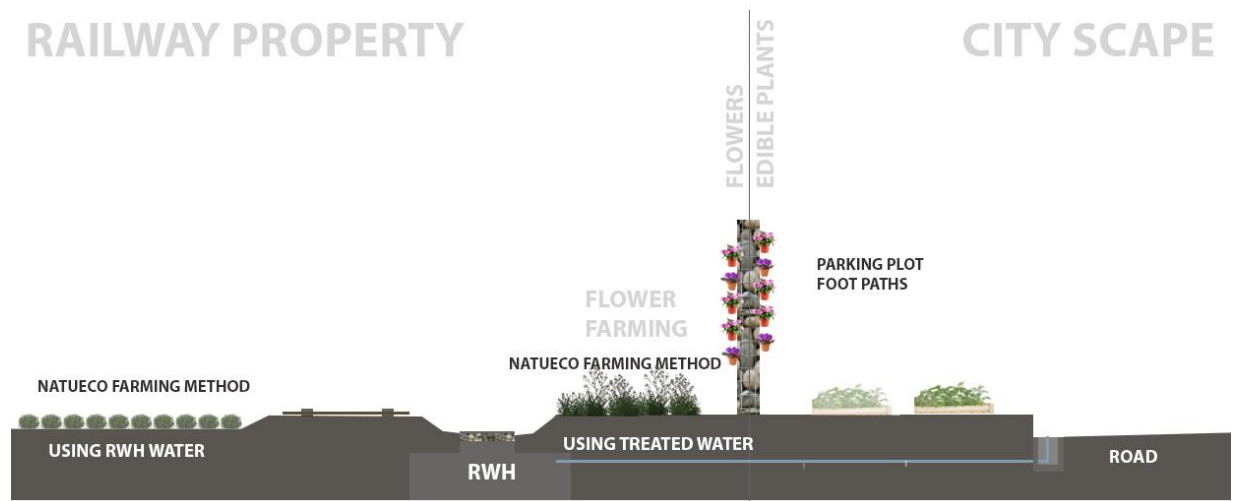 RAILWAY PROPERTY
CITY SCAPE
FLOWERS
EDIBLE PLANTS
PARKING PLOT
FOOT PATHS
FLOWER
FARMING
NATUECO FARMING METHOD
NATUECO FARMING METHOD
USING RWH WATER
RWH
USING TREATED WATER
ROAD